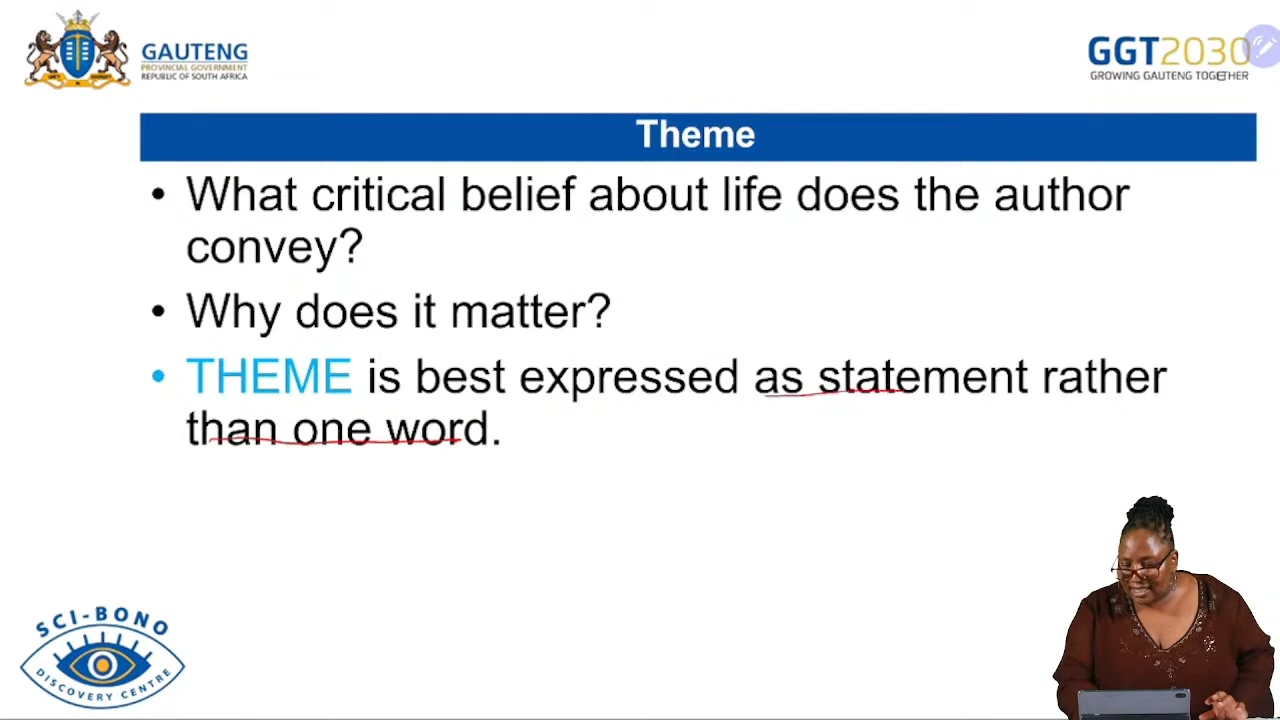 GAUTENG
PROVINCIAL GOVERNMENT
REPUBLIC OF SOUTH AFRICA
GGT2030
GROWING GAUTENG TOGETHER
Theme
• What critical belief about life does the author
convey?
• Why does it matter?
• THEME is best expressed as statement rather
than one word.
SCI-BONO
DISCOVERY CENTRE